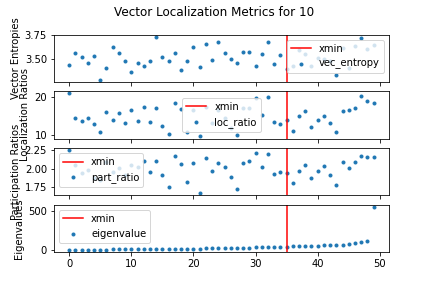 Vector Localization Metrics for 10
Vector Entropies
3.75
3.50
xmin
vec_entropy
Localization Ratios
20
10
xmin
loc_ratio
Participation Ratios
2.25
2.00
1.75
xmin
part_ratio
Eigenvalues
500
0
xmin
eigenvalue
0 10 20 30 40 50